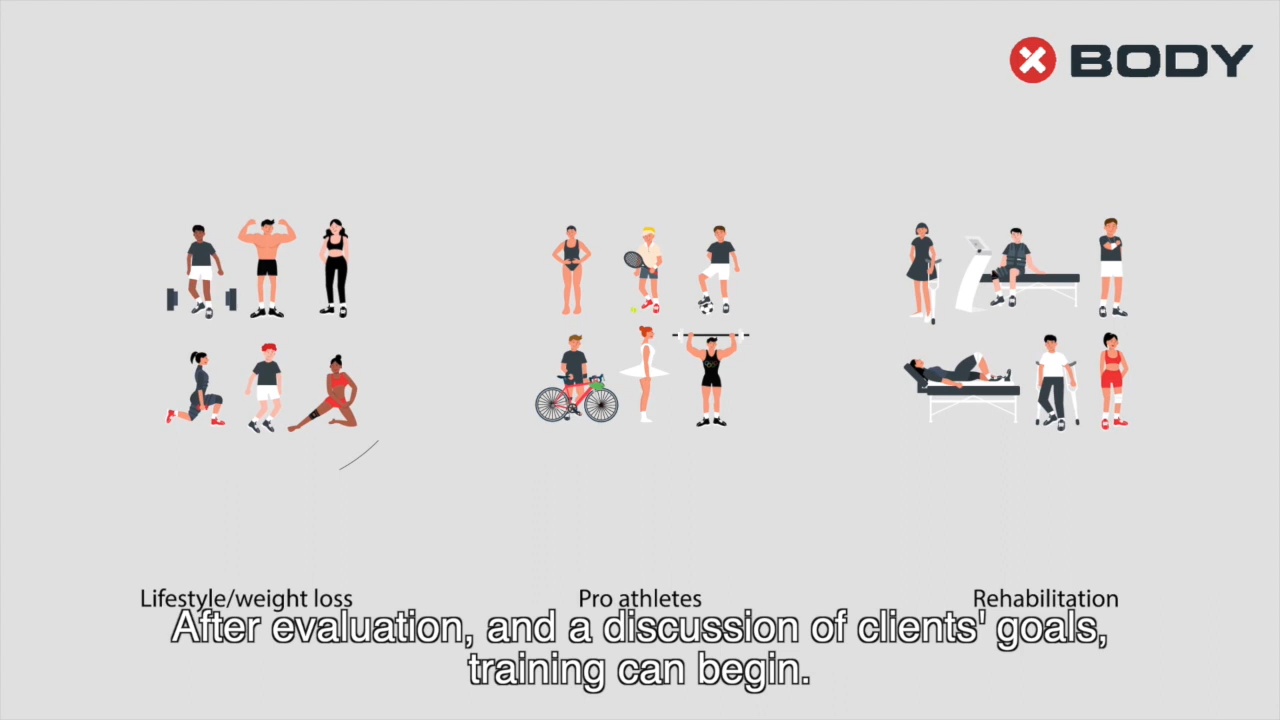 X BODY
Lifestyle/weight loss
Pro athletes
Rehabilitation
After evaluation, and a discussion of clients' goals,
training can begin.